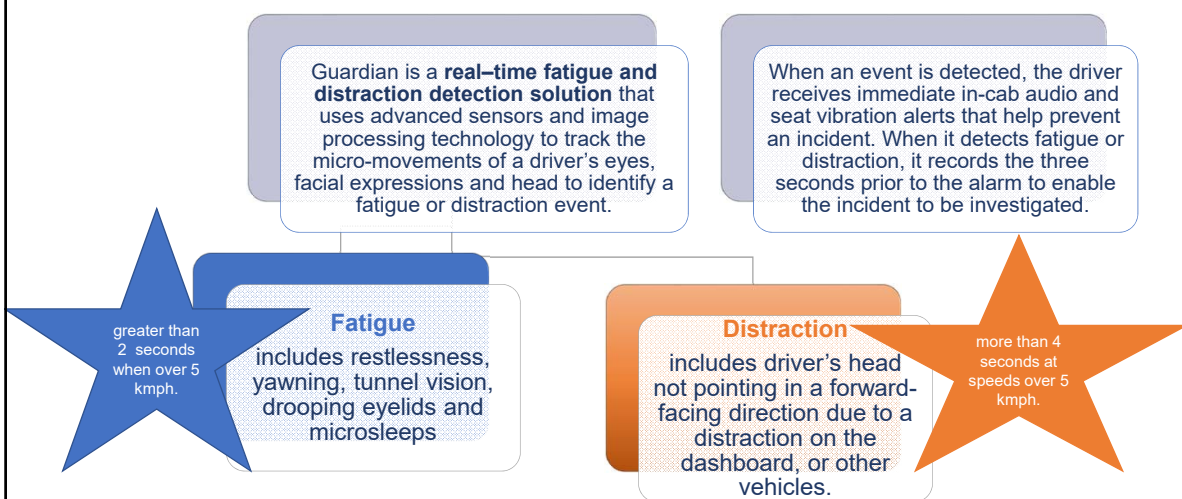 Guardian is a real–time fatigue and
distraction detection solution that
uses advanced sensors and image
processing technology to track the
micro-movements of a driver's eyes,
facial expressions and head to identify a
fatigue or distraction event.
When an event is detected, the driver
receives immediate in-cab audio and
seat vibration alerts that help prevent
an incident. When it detects fatigue or
distraction, it records the three
seconds prior to the alarm to enable
the incident to be investigated.
greater than
2 seconds
when over 5
kmph.
Fatigue
includes restlessness,
yawning, tunnel vision,
drooping eyelids and
microsleeps
Distraction
includes driver's head
not pointing in a forward-
facing direction due to a
distraction on the
dashboard, or other
vehicles.
more than 4
seconds at
speeds over 5
kmph.